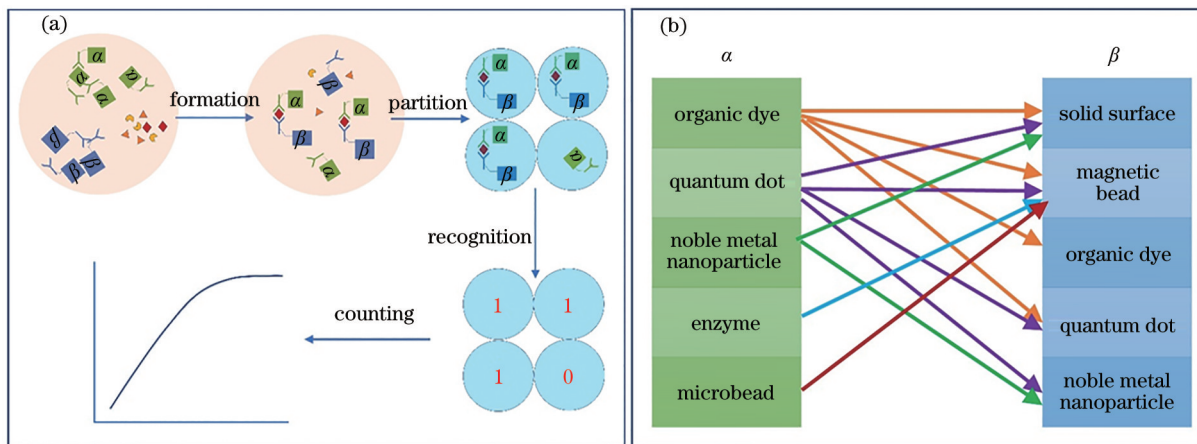 (a)
α
α
α
α
β
β
β
formation
α
α
β
β
β
α
partition
α
α
β
β
α
β
α
recognition
1
1
1
0
counting
(b)
α
β
organic dye
quantum dot
noble metal
nanoparticle
enzyme
microbead
solid surface
magnetic
bead
organic dye
quantum dot
noble metal
nanoparticle